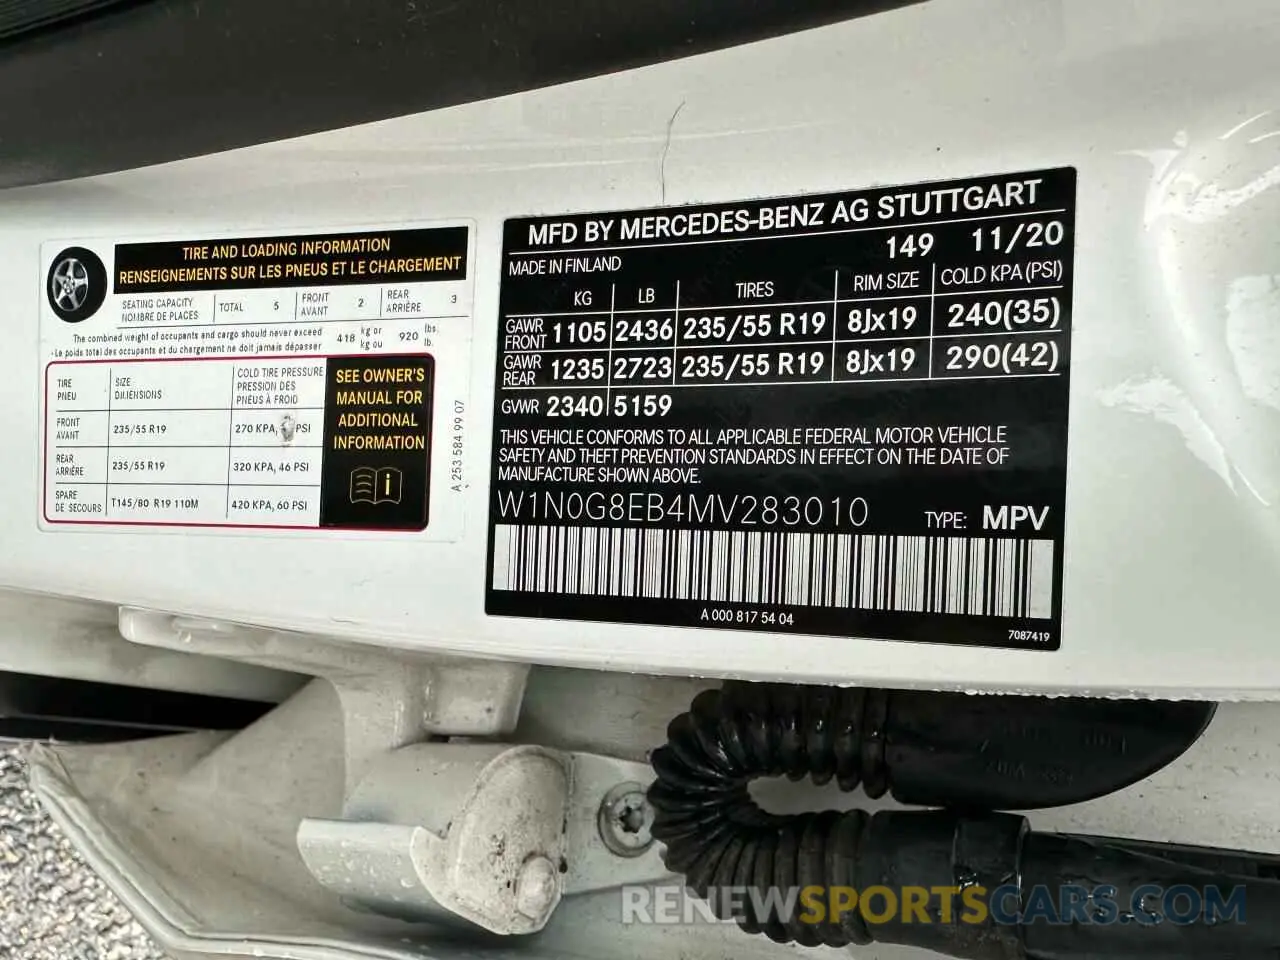 TIRE AND LOADING INFORMATION
RENSEIGNEMENTS SUR LES PNEUS ET LE CHARGEMENT
SEATING CAPACITY
NOMBRE DE PLACES
TOTAL 5
FRONT
AVANT 2
REAR
ARRIÈRE 3
The combined weight of occupants and cargo should never exceed 418 kg or 920 lbs.
Le poids total des occupants et du chargement ne doit jamais dépasser kg ou lb.
TIRE
PNEU
SIZE
DIMENSIONS
COLD TIRE PRESSURE
PRESSION DES
PNEUS À FROID
FRONT
AVANT
235/55 R19
270 KPA, PSI
REAR
ARRIÈRE
235/55 R19
320 KPA, 46 PSI
SPARE
DE SECOURS
T145/80 R19 110M
420 KPA, 60 PSI
SEE OWNER'S
MANUAL FOR
ADDITIONAL
INFORMATION
i
A 253 584 99 07
MFD BY MERCEDES-BENZ AG STUTTGART
149 11/20
MADE IN FINLAND
KG LB TIRES RIM SIZE COLD KPA (PSI)
GAWR
FRONT 1105 2436 235/55 R19 8Jx19 240(35)
GAWR
REAR 1235 2723 235/55 R19 8Jx19 290(42)
GVWR 2340 5159
THIS VEHICLE CONFORMS TO ALL APPLICABLE FEDERAL MOTOR VEHICLE
SAFETY AND THEFT PREVENTION STANDARDS IN EFFECT ON THE DATE OF
MANUFACTURE SHOWN ABOVE.
W1N0G8EB4MV283010 TYPE: MPV
A 000 817 54 04
7087419
RENEWSPORTSCARS.COM